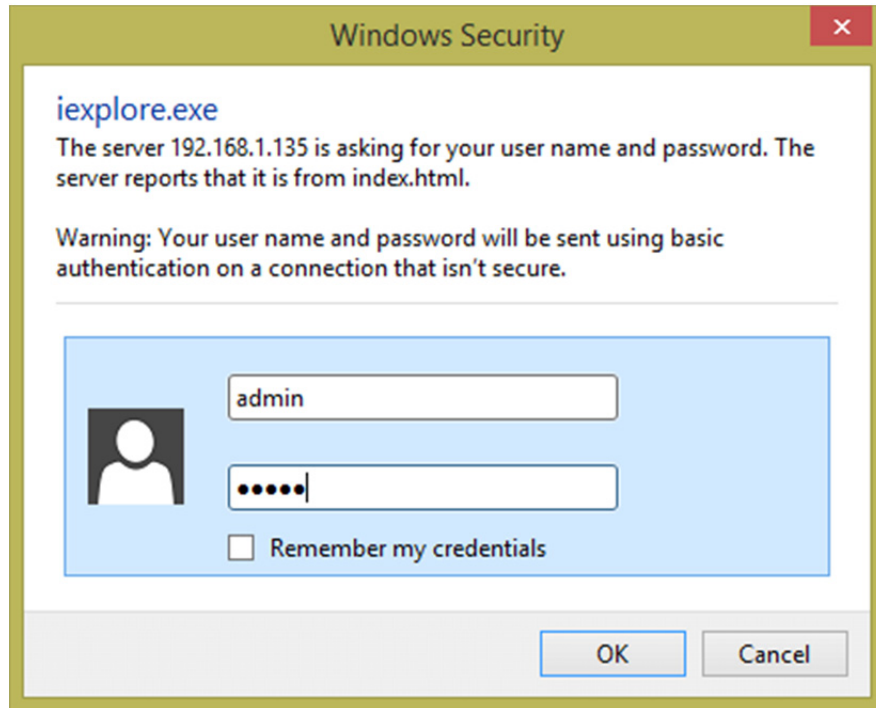 Windows Security
iexplore.exe
The server 192.168.1.135 is asking for your user name and password. The
server reports that it is from index.html.
Warning: Your user name and password will be sent using basic
authentication on a connection that isn't secure.
admin
●●●●●
Remember my credentials
OK
Cancel